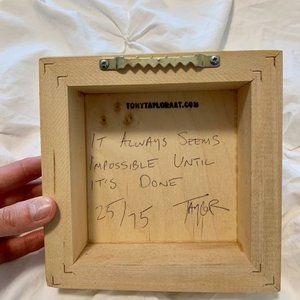 TONYTAYLORART.COM
IT ALWAYS SEEMS
IMPOSSIBLE UNTIL
IT'S DONE
25/75 TAYLOR